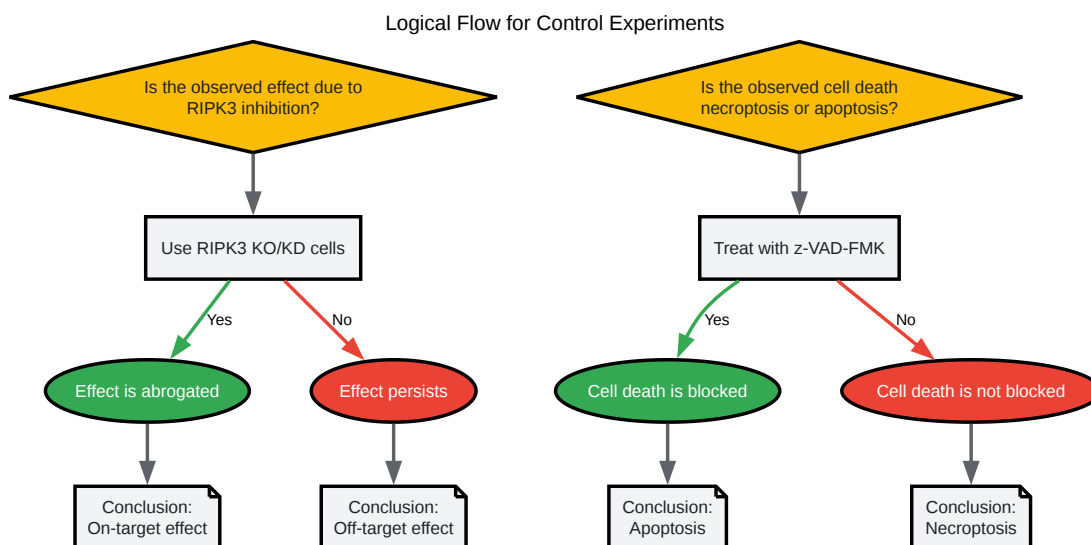 Logical Flow for Control Experiments
Is the observed effect due to
RIPK3 inhibition?
Use RIPK3 KO/KD cells
Yes
No
Effect is abrogated
Effect persists
Conclusion:
On-target effect
Conclusion:
Off-target effect
Is the observed cell death
necroptosis or apoptosis?
Treat with z-VAD-FMK
Yes
No
Cell death is blocked
Cell death is not blocked
Conclusion:
Apoptosis
Conclusion:
Necroptosis